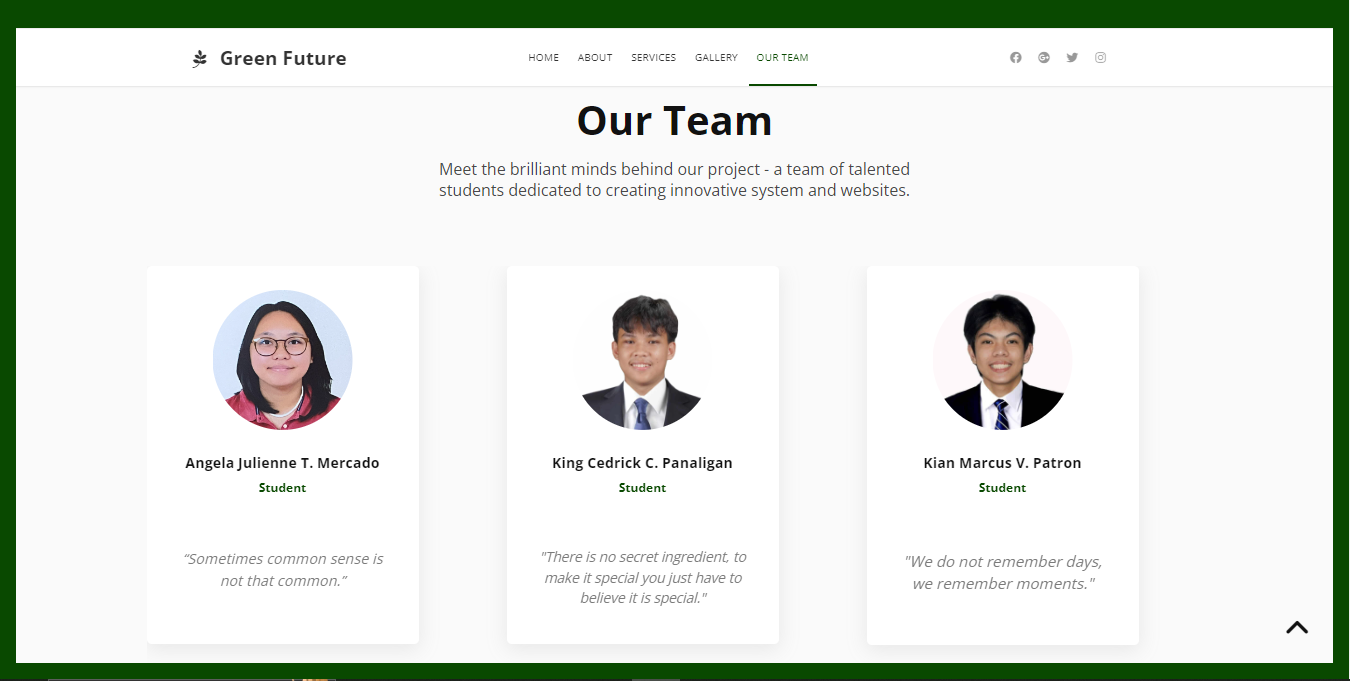 Green Future
HOME ABOUT SERVICES GALLERY OUR TEAM
Our Team
Meet the brilliant minds behind our project - a team of talented
students dedicated to creating innovative system and websites.
Angela Julienne T. Mercado
Student
“Sometimes common sense is
not that common.”
King Cedrick C. Panaligan
Student
"There is no secret ingredient, to
make it special you just have to
believe it is special."
Kian Marcus V. Patron
Student
"We do not remember days,
we remember moments."